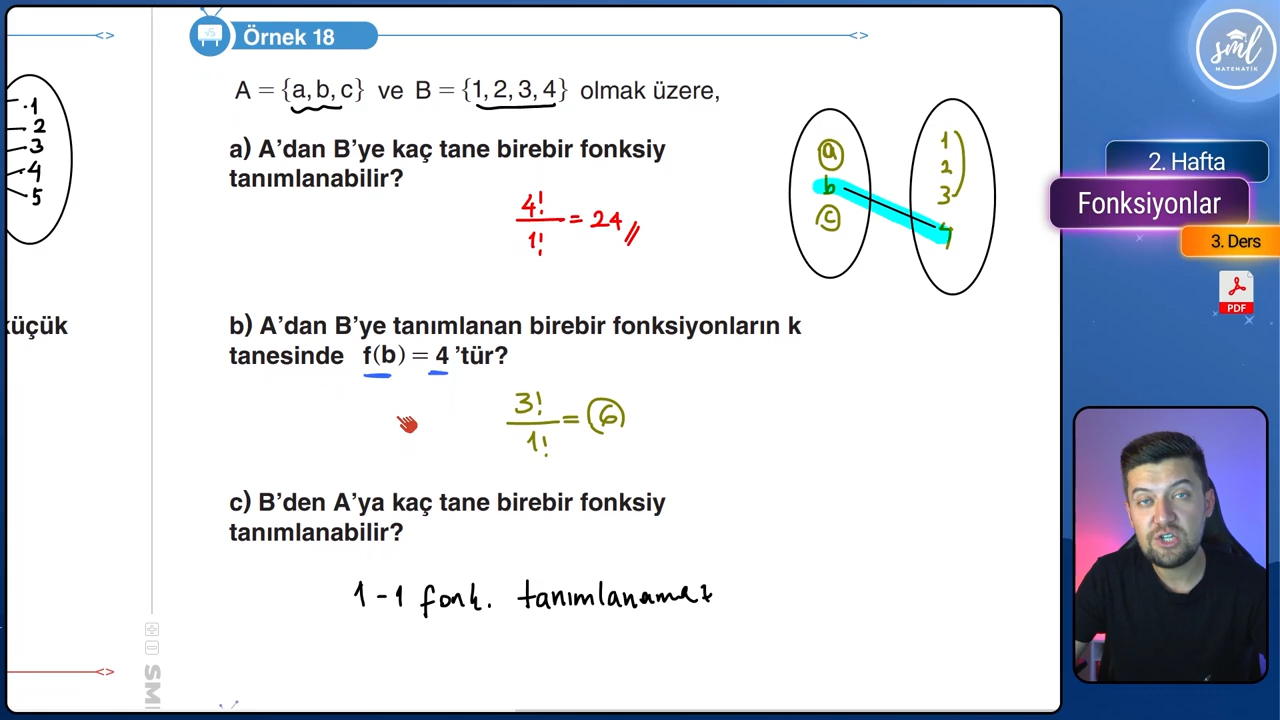 Örnek 18
A = {a, b, c} ve B = {1, 2, 3, 4} olmak üzere,
a) A’dan B’ye kaç tane birebir fonksiy
tanımlanabilir?
4!
1!
= 24 //
b) A’dan B’ye tanımlanan birebir fonksiyonların k
tanesinde f(b) = 4 ’tür?
3!
1!
= 6
c) B’den A’ya kaç tane birebir fonksiy
tanımlanabilir?
1-1 fonk. tanımlanamaz
a
b
c
1
2
3
4
.1
2
3
4
5
küçük
SM
sml
MATEMATİK
2. Hafta
Fonksiyonlar
3. Ders
PDF